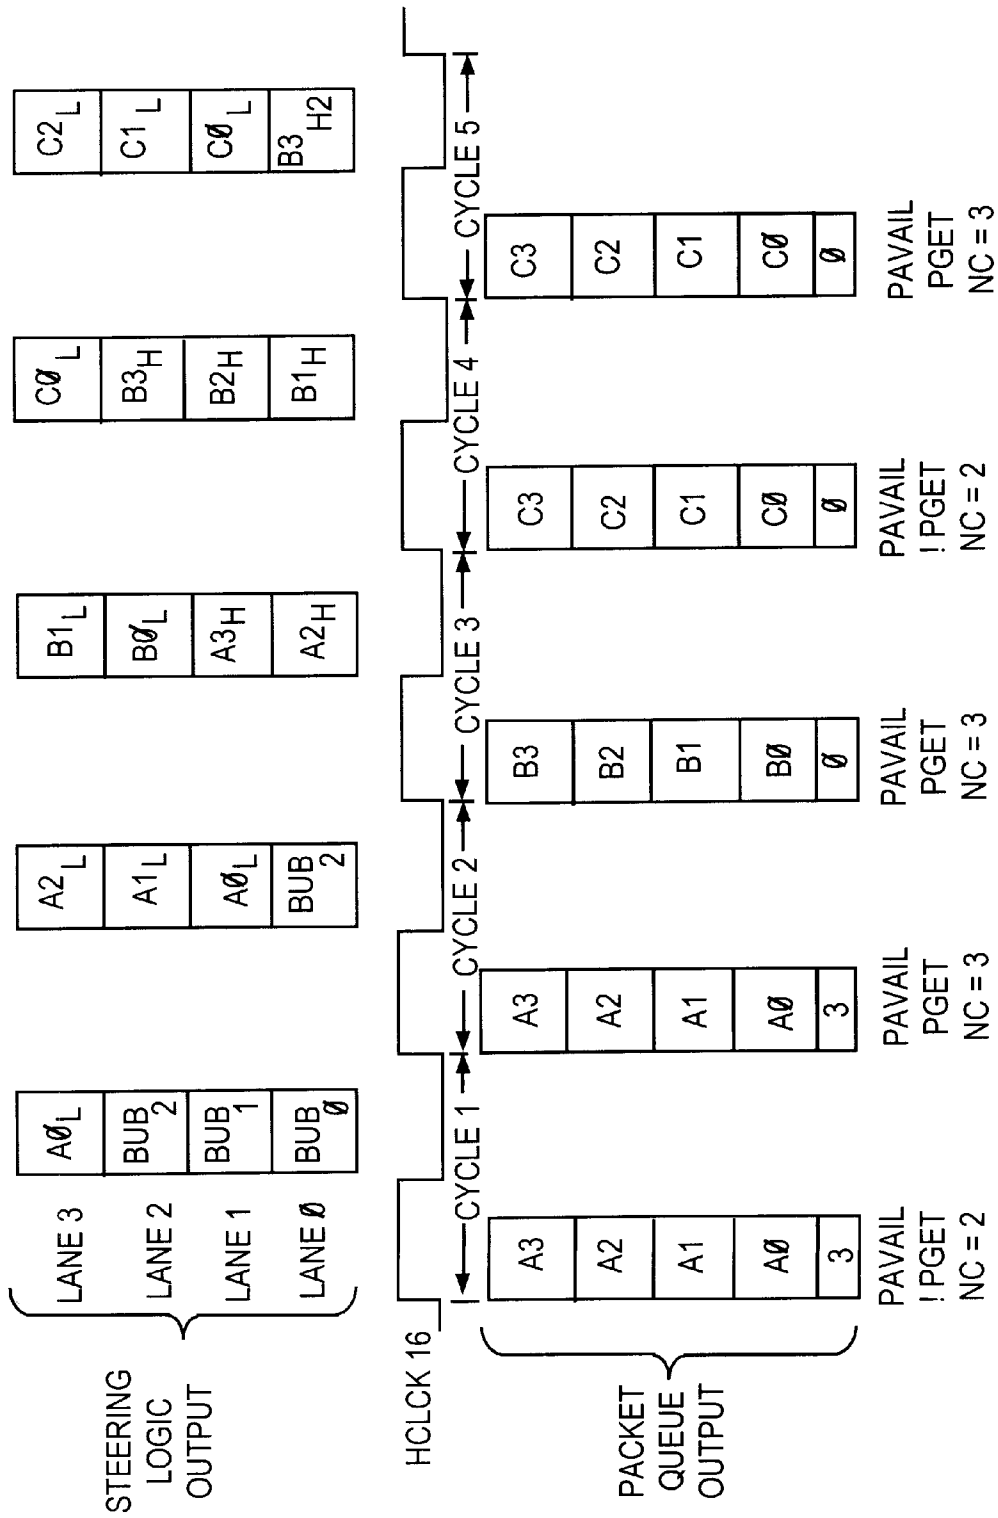 STEERING
LOGIC
OUTPUT
LANE 3
LANE 2
LANE 1
LANE Ø
AØL
BUB2
BUB1
BUBØ
A2L
A1L
AØL
BUB2
B1L
BØL
A3H
A2H
CØL
B3H
B2H
B1H
C2L
C1L
CØL
B3H2
HCLCK 16
CYCLE 1
CYCLE 2
CYCLE 3
CYCLE 4
CYCLE 5
PACKET
QUEUE
OUTPUT
A3
A2
A1
AØ
3
PAVAIL
! PGET
NC = 2
A3
A2
A1
AØ
3
PAVAIL
PGET
NC = 3
B3
B2
B1
BØ
Ø
PAVAIL
PGET
NC = 3
C3
C2
C1
CØ
Ø
PAVAIL
! PGET
NC = 2
C3
C2
C1
CØ
Ø
PAVAIL
PGET
NC = 3